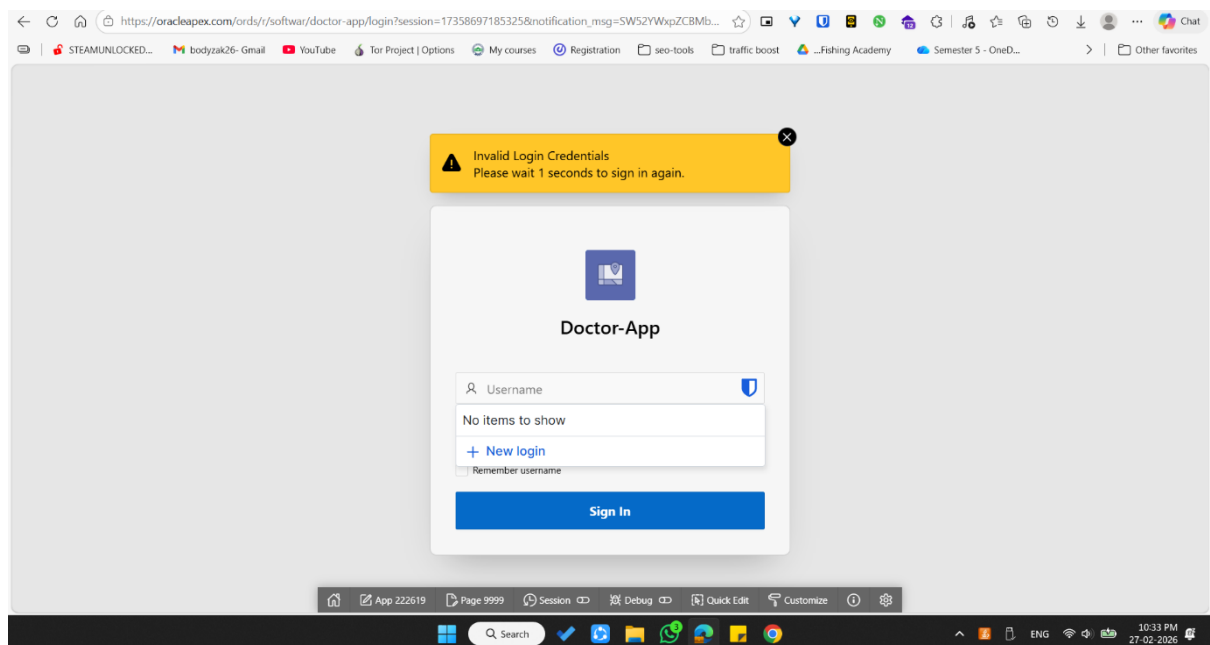 https://oracleapex.com/ords/r/softwar/doctor-app/login?session=17358697185325&notification_msg=SW52YWxpZCBMb...
Chat
STEAMUNLOCKED...
bodyzak26- Gmail
YouTube
Tor Project | Options
My courses
Registration
seo-tools
traffic boost
...Fishing Academy
Semester 5 - OneD...
Other favorites
Invalid Login Credentials
Please wait 1 seconds to sign in again.
Doctor-App
Username
No items to show
+ New login
Remember username
Sign In
App 222619
Page 9999
Session
Debug
Quick Edit
Customize
Search
3
ENG
10:33 PM
27-02-2026